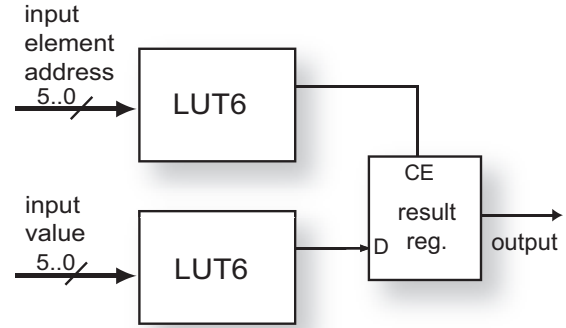 input
element
address
5..0
LUT6
CE
result
reg.
D
output
input
value
5..0
LUT6